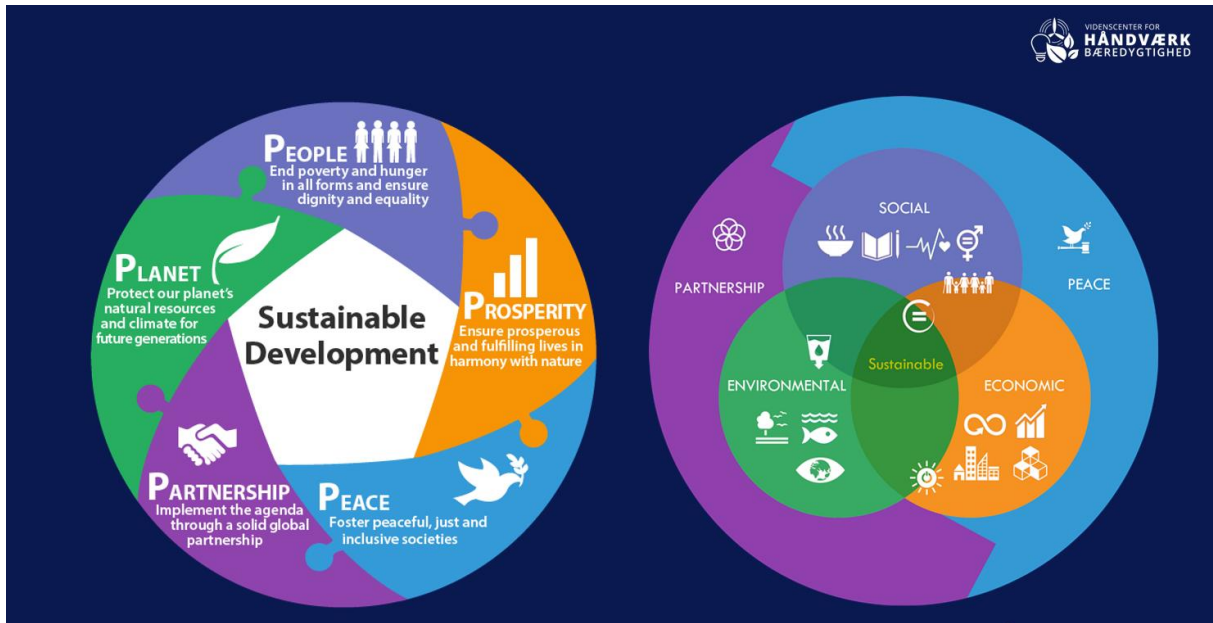 VIDENSCENTER FOR
HÅNDVÆRK
BÆREDYGTIGHED
PEOPLE
End poverty and hunger
in all forms and ensure
dignity and equality
PLANET
Protect our planet's
natural resources
and climate for
future generations
Sustainable
Development
PROSPERITY
Ensure prosperous
and fulfilling lives in
harmony with nature
PARTNERSHIP
Implement the agenda
through a solid global
partnership
PEACE
Foster peaceful, just and
inclusive societies
SOCIAL
PARTNERSHIP
PEACE
Sustainable
ENVIRONMENTAL
ECONOMIC